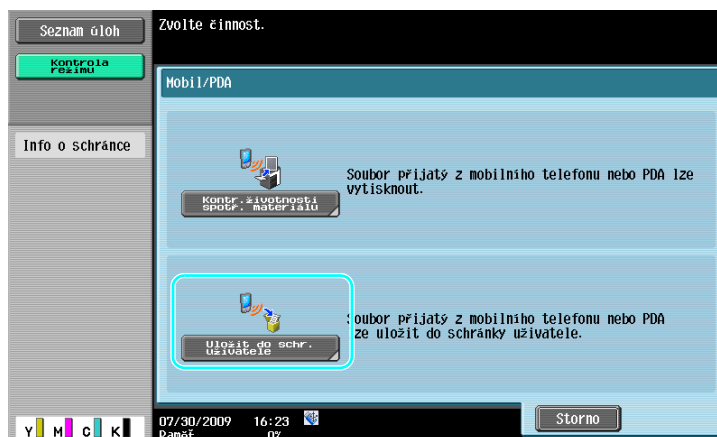 Seznam úloh
Kontrola
režimu
Info o schránce
Zvolte činnost.
Mobil/PDA
Kontr.životnosti
spotř. materiálu
Soubor přijatý z mobilního telefonu nebo PDA lze
vytisknout.
Uložit do schr.
uživatele
oubor přijatý z mobilního telefonu nebo PDA
ze uložit do schránky uživatele.
Y M C K
07/30/2009 16:23
Paměť 0%
Storno